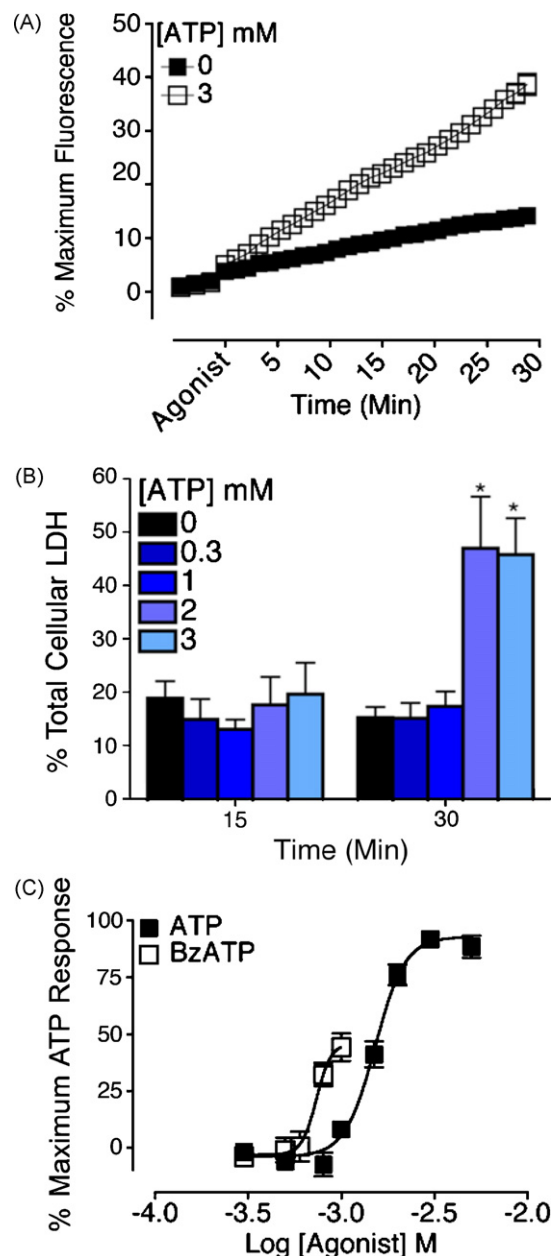 (A)
[ATP] mM
0
3
% Maximum Fluorescence
50
40
30
20
10
0
Agonist 5 10 15 20 25 30
Time (Min)
(B)
[ATP] mM
0
0.3
1
2
3
* *
% Total Cellular LDH
60
50
40
30
20
10
0
15 30
Time (Min)
(C)
ATP
BzATP
% Maximum ATP Response
100
75
50
25
0
-4.0 -3.5 -3.0 -2.5 -2.0
Log [Agonist] M